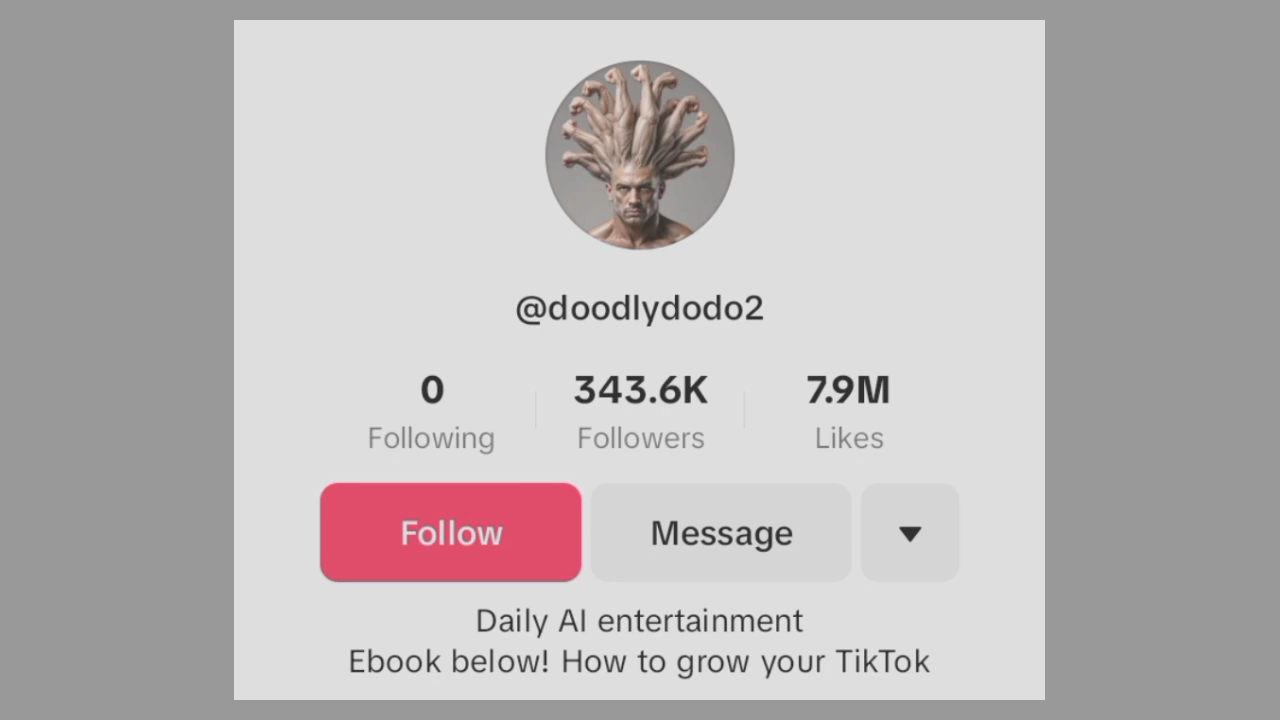 @doodlydodo2
0 343.6K 7.9M
Following Followers Likes
Follow Message
Daily AI entertainment
Ebook below! How to grow your TikTok